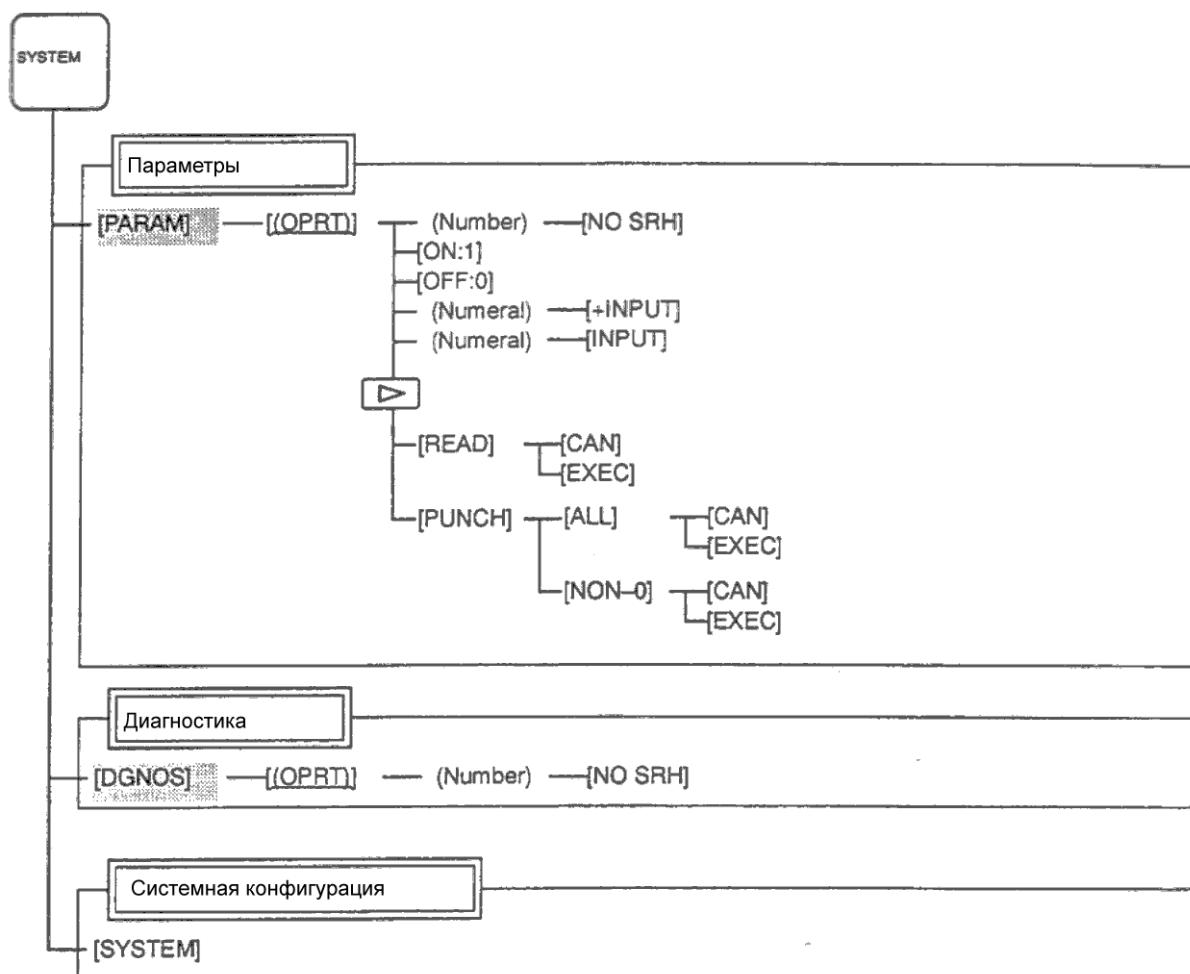 SYSTEM
Параметры
[PARAM] [(OPRT)] (Number) [NO SRH]
[ON:1]
[OFF:0]
(Numeral) [+INPUT]
(Numeral) [INPUT]
[READ] [CAN]
[EXEC]
[PUNCH] [ALL] [CAN]
[EXEC]
[NON–0] [CAN]
[EXEC]
Диагностика
[DGNOS] [(OPRT)] (Number) [NO SRH]
Системная конфигурация
[SYSTEM]